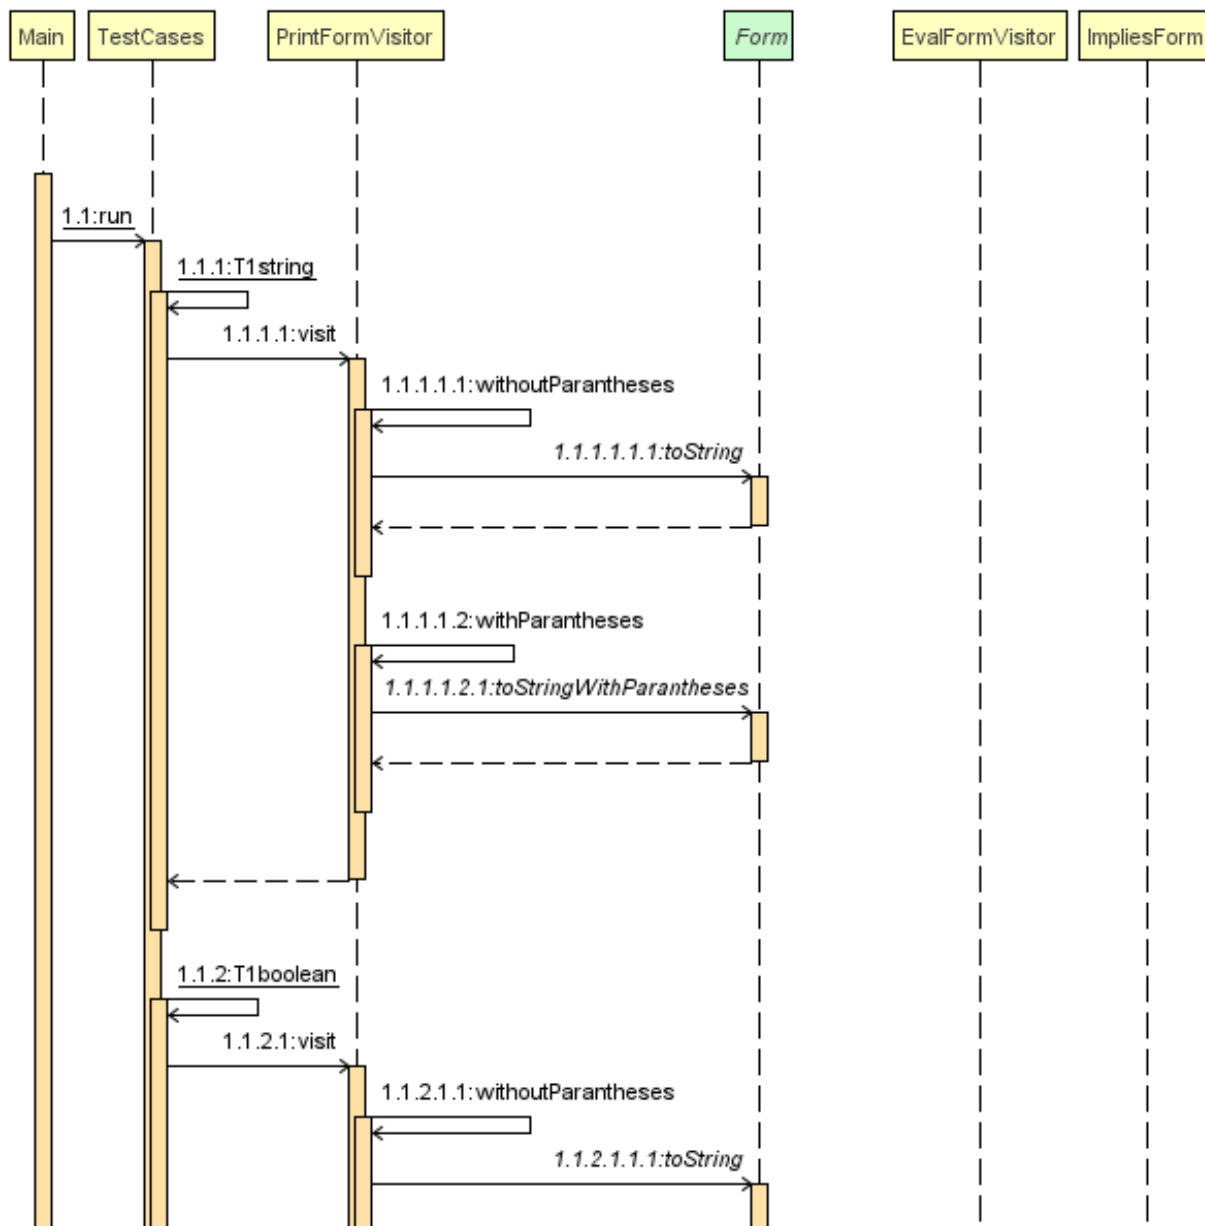 Main TestCases PrintFormVisitor Form EvalFormVisitor ImpliesForm
1.1:run
1.1.1:T1string
1.1.1.1:visit
1.1.1.1.1:withoutParantheses
1.1.1.1.1.1:toString
1.1.1.1.2:withParantheses
1.1.1.1.2.1:toStringWithParantheses
1.1.2:T1boolean
1.1.2.1:visit
1.1.2.1.1:withoutParantheses
1.1.2.1.1.1:toString